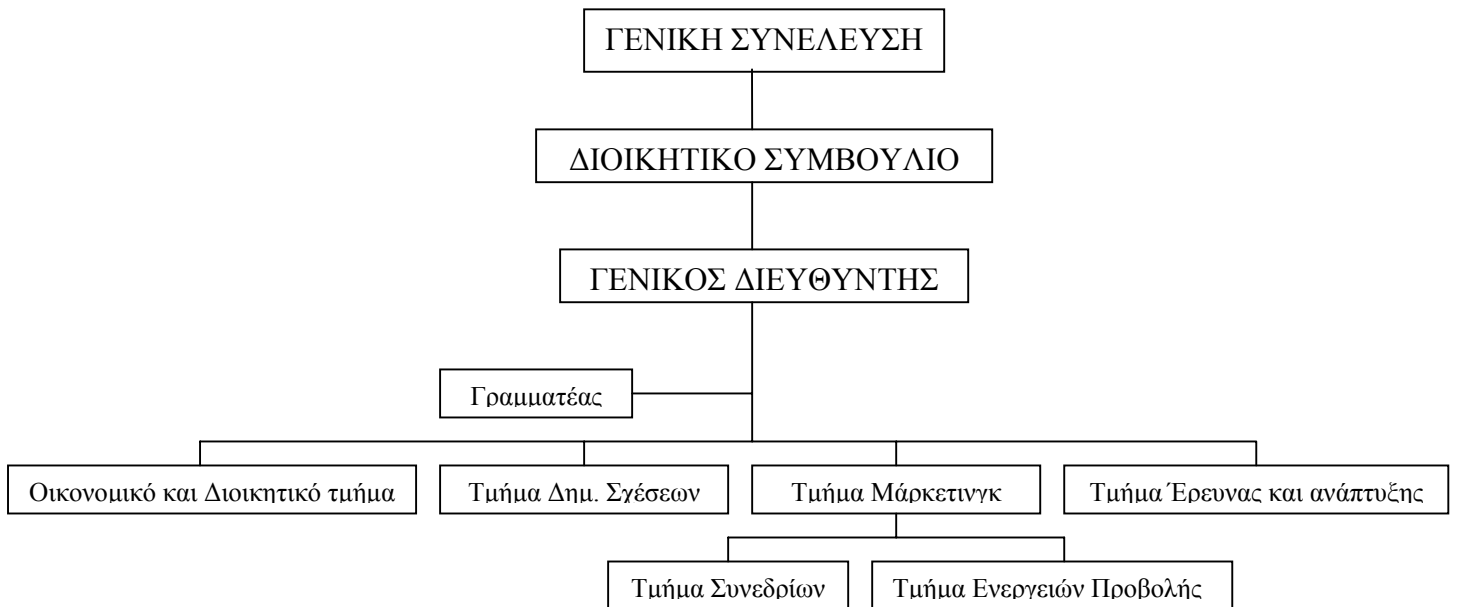 ΓΕΝΙΚΗ ΣΥΝΕΛΕΥΣΗ
ΔΙΟΙΚΗΤΙΚΟ ΣΥΜΒΟΥΛΙΟ
ΓΕΝΙΚΟΣ ΔΙΕΥΘΥΝΤΗΣ
Γραμματέας
Οικονομικό και Διοικητικό τμήμα
Τμήμα Δημ. Σχέσεων
Τμήμα Μάρκετινγκ
Τμήμα Έρευνας και ανάπτυξης
Τμήμα Συνεδρίων
Τμήμα Ενεργειών Προβολής